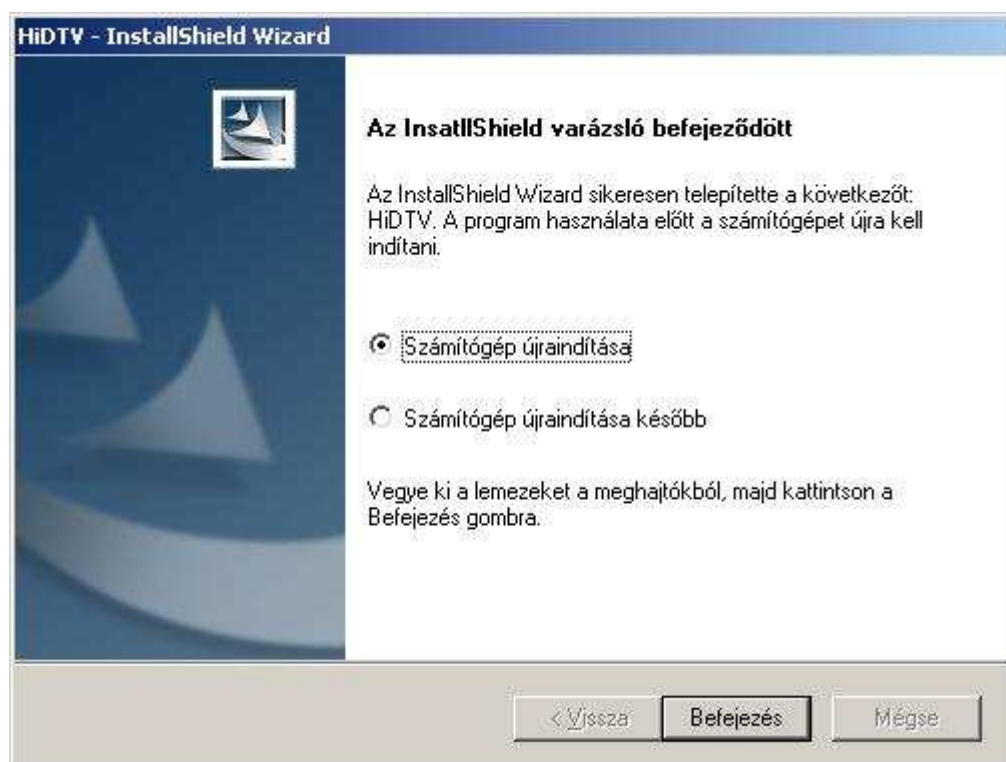 HiDTV - InstallShield Wizard
Az InsatllShield varázsló befejeződött
Az InstallShield Wizard sikeresen telepítette a következőt:
HiDTV. A program használata előtt a számítógépet újra kell
indítani.
Számítógép újraindítása
Számítógép újraindítása később
Vegye ki a lemezeket a meghajtókból, majd kattintson a
Befejezés gombra.
< Vissza
Befejezés
Mégse